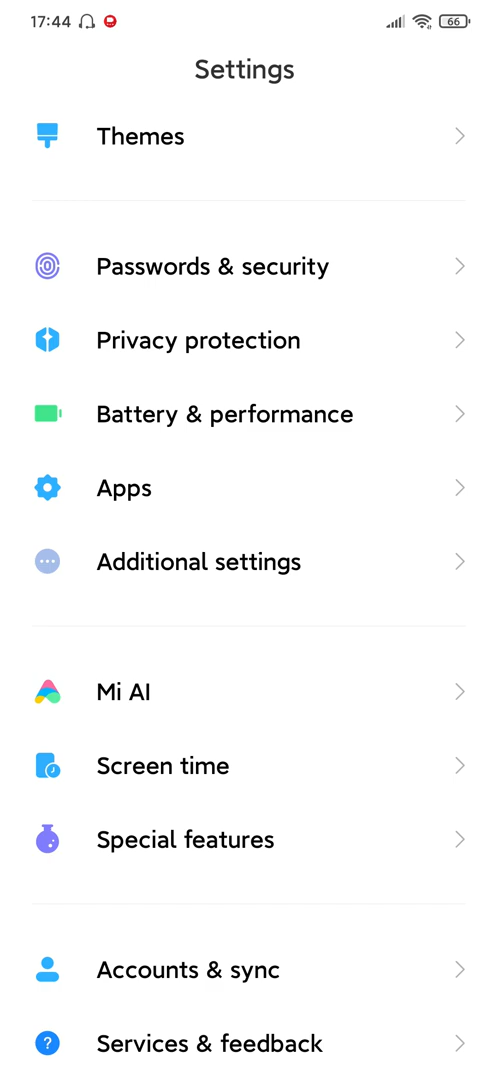 17:44
66
Settings
Themes
Passwords & security
Privacy protection
Battery & performance
Apps
Additional settings
Mi AI
Screen time
Special features
Accounts & sync
Services & feedback